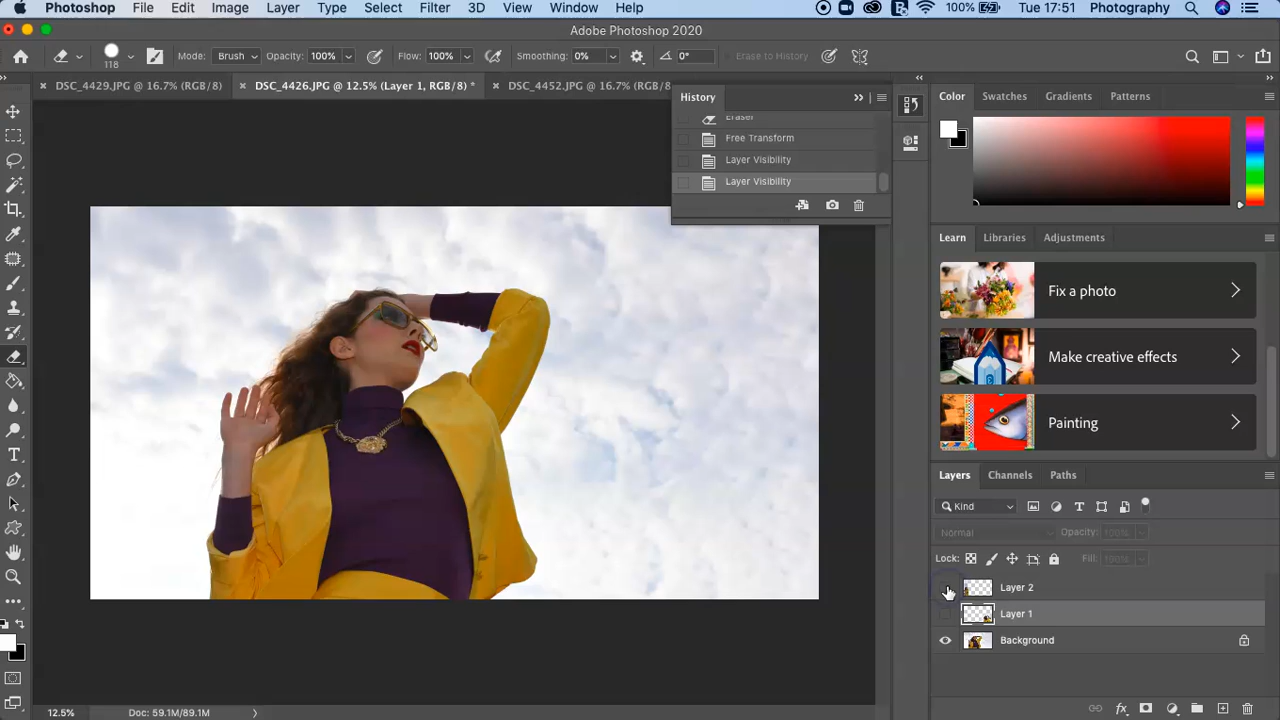 Photoshop File Edit Image Layer Type Select Filter 3D View Window Help 100% Tue 17:51 Photography
Adobe Photoshop 2020
118 Mode: Brush Opacity: 100% Flow: 100% Smoothing: 0% 0° Erase to History
DSC_4429.JPG @ 16.7% (RGB/8) DSC_4426.JPG @ 12.5% (Layer 1, RGB/8) * DSC_4452.JPG @ 16.7% (RGB/8)
History
Eraser
Free Transform
Layer Visibility
Layer Visibility
Color Swatches Gradients Patterns
Learn Libraries Adjustments
Fix a photo
Make creative effects
Painting
Layers Channels Paths
Kind
Normal Opacity: 100%
Lock: Fill: 100%
Layer 2
Layer 1
Background
12.5% Doc: 59.1M/89.1M